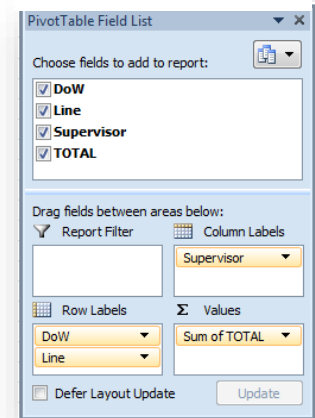 PivotTable Field List
Choose fields to add to report:
DoW
Line
Supervisor
TOTAL
Drag fields between areas below:
Report Filter
Column Labels
Supervisor
Row Labels
Σ Values
DoW
Sum of TOTAL
Line
Defer Layout Update
Update